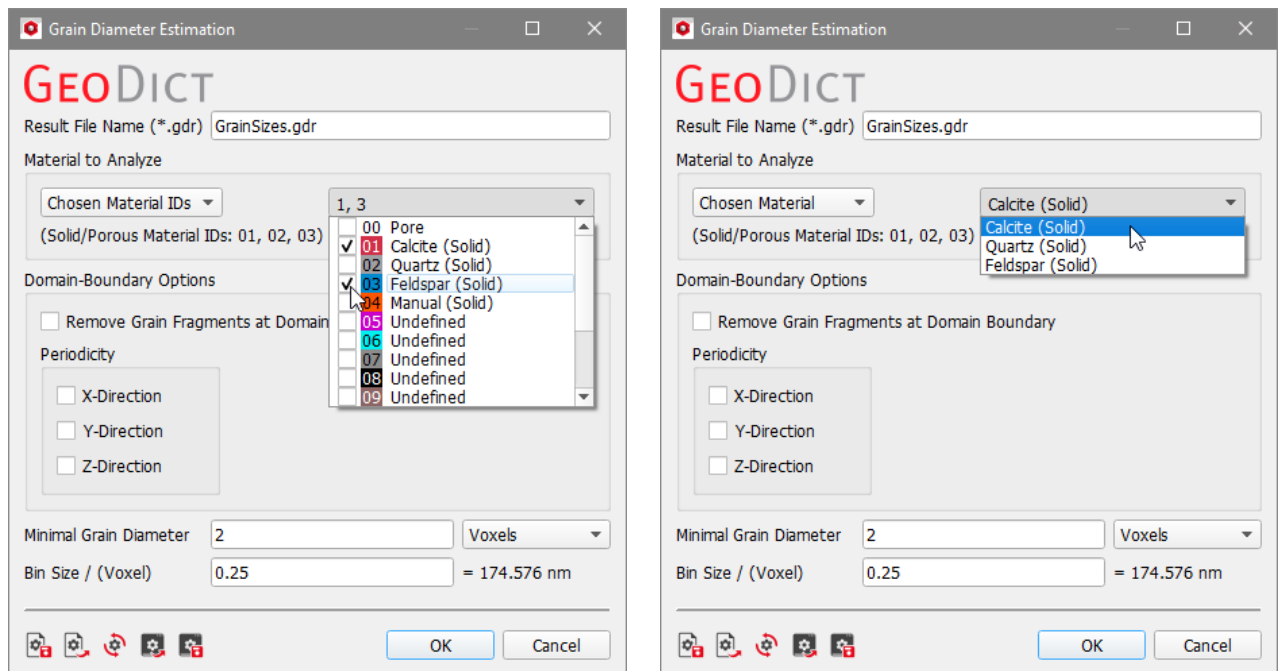 Grain Diameter Estimation
GEODICT
Result File Name (*.gdr) GrainSizes.gdr
Material to Analyze
Chosen Material IDs 1, 3
(Solid/Porous Material IDs: 01, 02, 03)
00 Pore
01 Calcite (Solid)
02 Quartz (Solid)
03 Feldspar (Solid)
04 Manual (Solid)
05 Undefined
06 Undefined
07 Undefined
08 Undefined
09 Undefined
Domain-Boundary Options
Remove Grain Fragments at Domain
Periodicity
X-Direction
Y-Direction
Z-Direction
Minimal Grain Diameter 2 Voxels
Bin Size / (Voxel) 0.25 = 174.576 nm
OK Cancel
Grain Diameter Estimation
GEODICT
Result File Name (*.gdr) GrainSizes.gdr
Material to Analyze
Chosen Material Calcite (Solid)
(Solid/Porous Material IDs: 01, 02, 03)
Calcite (Solid)
Quartz (Solid)
Feldspar (Solid)
Domain-Boundary Options
Remove Grain Fragments at Domain Boundary
Periodicity
X-Direction
Y-Direction
Z-Direction
Minimal Grain Diameter 2 Voxels
Bin Size / (Voxel) 0.25 = 174.576 nm
OK Cancel